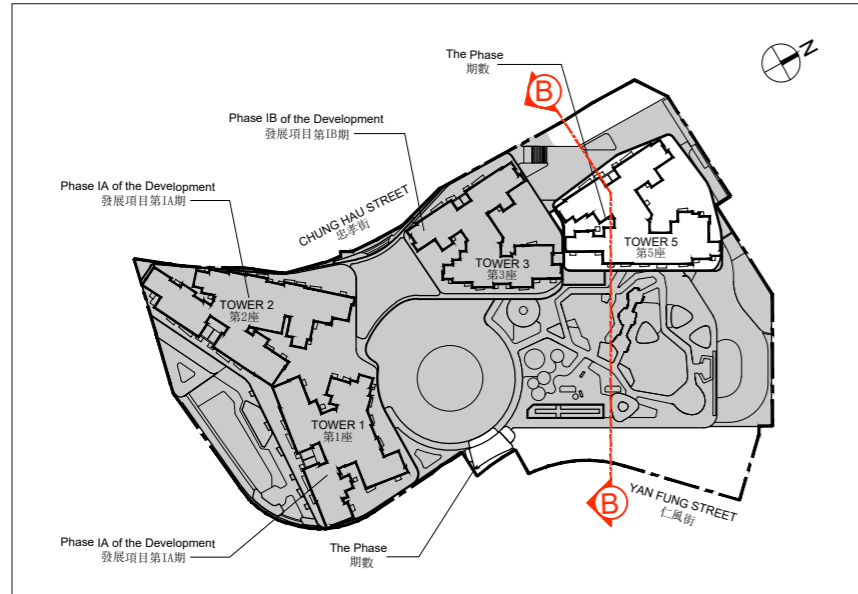 N
The Phase
期數
B
Phase IB of the Development
發展項目第IB期
Phase IA of the Development
發展項目第IA期
CHUNG HAU STREET
忠孝街
TOWER 5
第5座
TOWER 3
第3座
TOWER 2
第2座
TOWER 1
第1座
B
YAN FUNG STREET
仁風街
Phase IA of the Development
發展項目第IA期
The Phase
期數